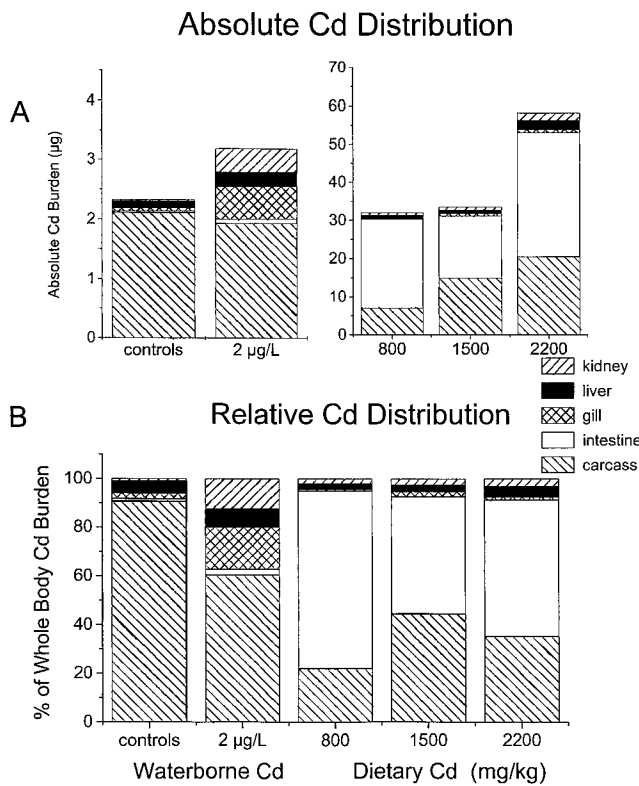 Absolute Cd Distribution
A
Absolute Cd Burden (µg)
4
3
2
1
0
controls 2 µg/L
70
60
50
40
30
20
10
0
800 1500 2200
kidney
liver
gill
intestine
carcass
B
Relative Cd Distribution
% of Whole Body Cd Burden
100
80
60
40
20
0
controls 2 µg/L 800 1500 2200
Waterborne Cd Dietary Cd (mg/kg)